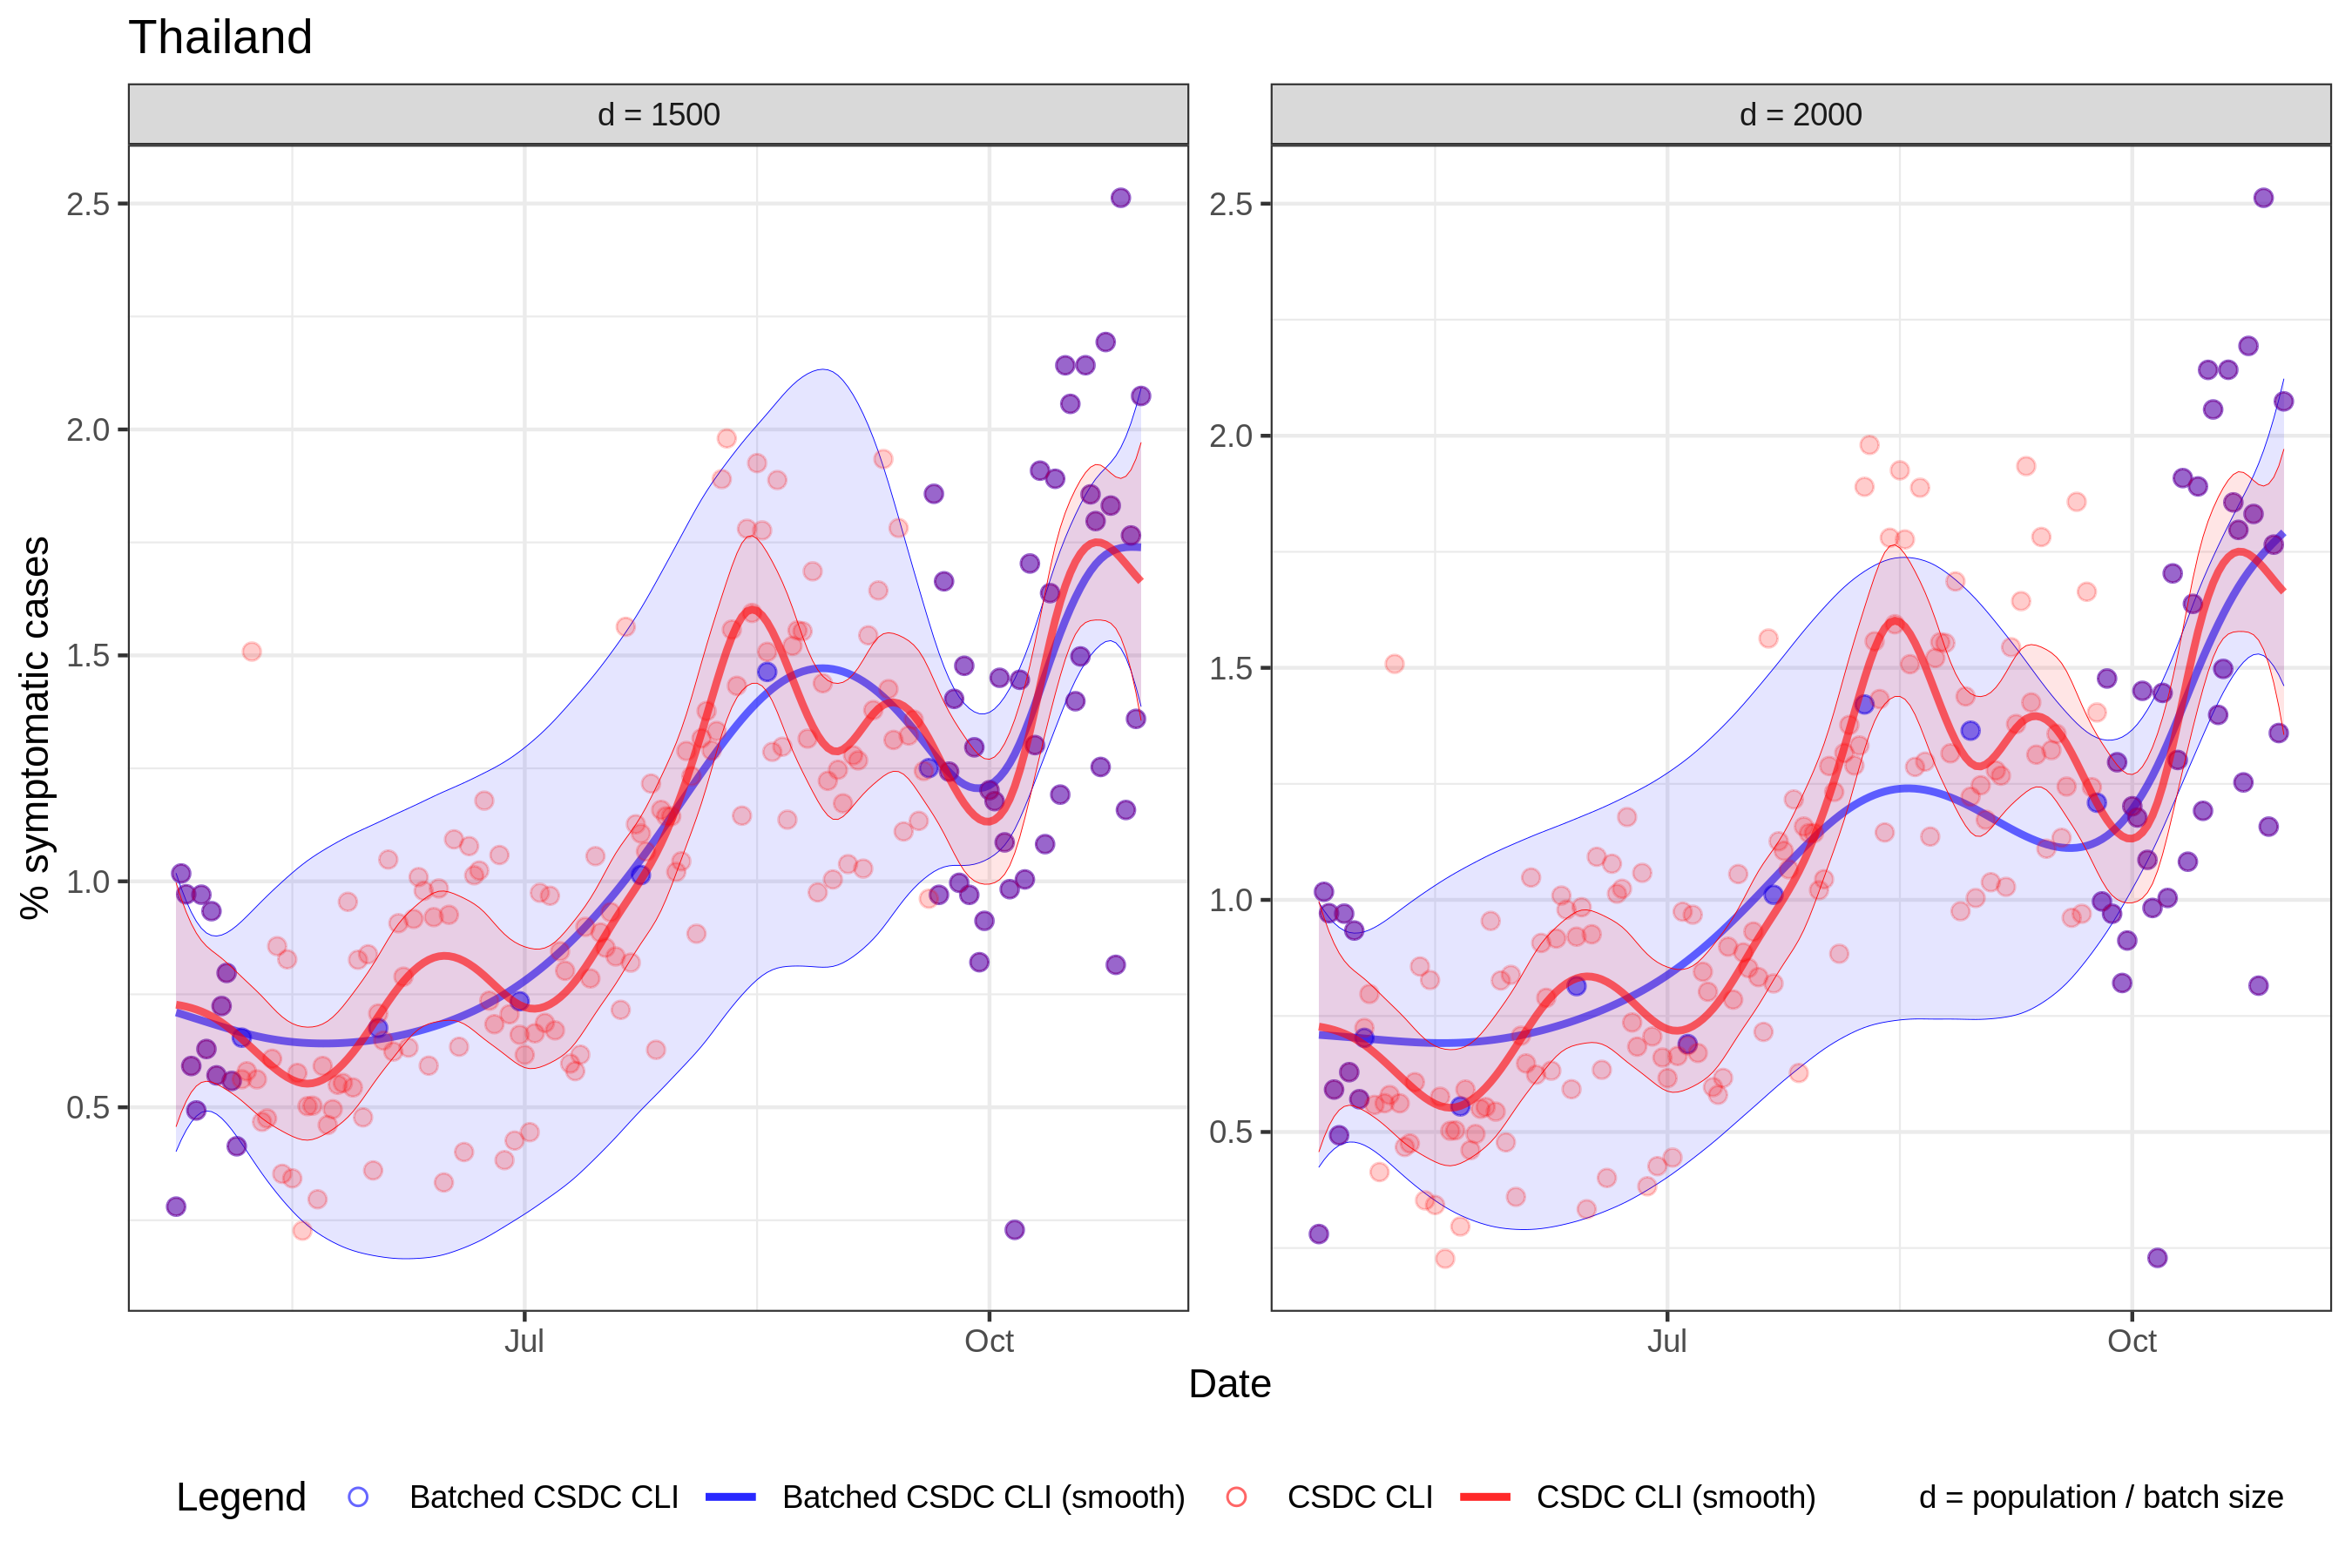 Thailand
d = 1500
d = 2000
% symptomatic cases
2.5
2.0
1.5
1.0
0.5
2.5
2.0
1.5
1.0
0.5
Jul
Oct
Jul
Oct
Date
Legend
Batched CSDC CLI
Batched CSDC CLI (smooth)
CSDC CLI
CSDC CLI (smooth)
d = population / batch size